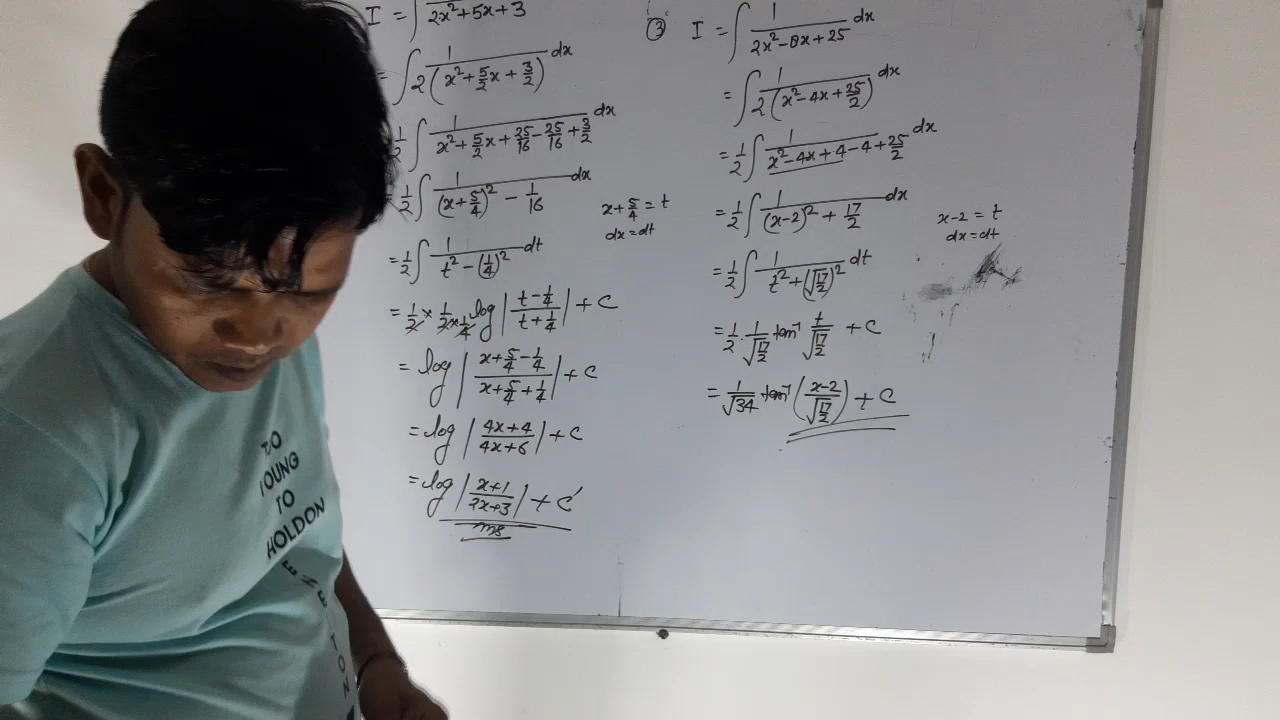 I = ∫ 1/(2x²+5x+3)
= ∫ 1/(2(x²+5/2x+3/2)) dx
1/2 ∫ 1/(x²+5/2x+25/16-25/16+3/2) dx
= 1/2 ∫ 1/((x+5/4)² - 1/16) dx
x+5/4 = t
dx = dt
= 1/2 ∫ 1/(t²-(1/4)²) dt
= 1/2 × 1/(2×1/4) log |(t-1/4)/(t+1/4)| + C
= log |(x+5/4-1/4)/(x+5/4+1/4)| + C
= log |(4x+4)/(4x+6)| + C
= log |(x+1)/(2x+3)| + C'
③ I = ∫ 1/(2x²-8x+25) dx
= ∫ 1/(2(x²-4x+25/2)) dx
= 1/2 ∫ 1/(x²-4x+4-4+25/2) dx
= 1/2 ∫ 1/((x-2)²+17/2) dx
x-2 = t
dx = dt
= 1/2 ∫ 1/(t²+(√17/2)²) dt
= 1/2 · 1/√17/2 tan⁻¹ t/√17/2 + C
= 1/√34 tan⁻¹ ((x-2)/√17/2) + C
TOO
YOUNG
TO
HOLDON